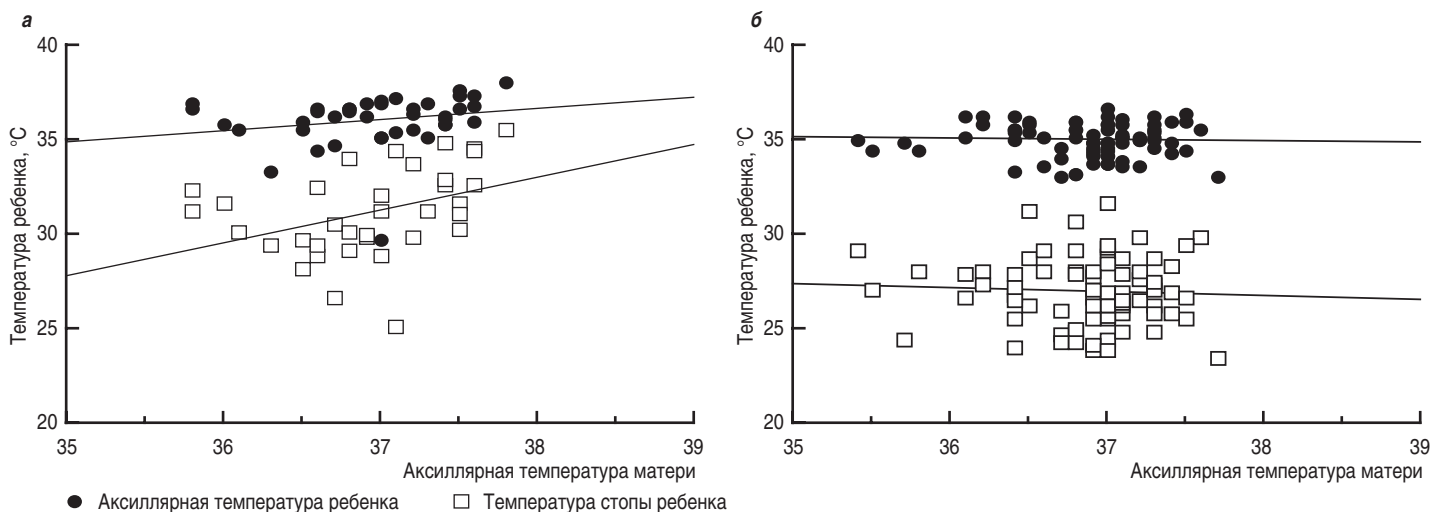 а
Температура ребенка, °C
40
35
30
25
20
35 36 37 38 39
Аксиллярная температура матери
б
Температура ребенка, °C
40
35
30
25
20
35 36 37 38 39
Аксиллярная температура матери
Аксиллярная температура ребенка
Температура стопы ребенка